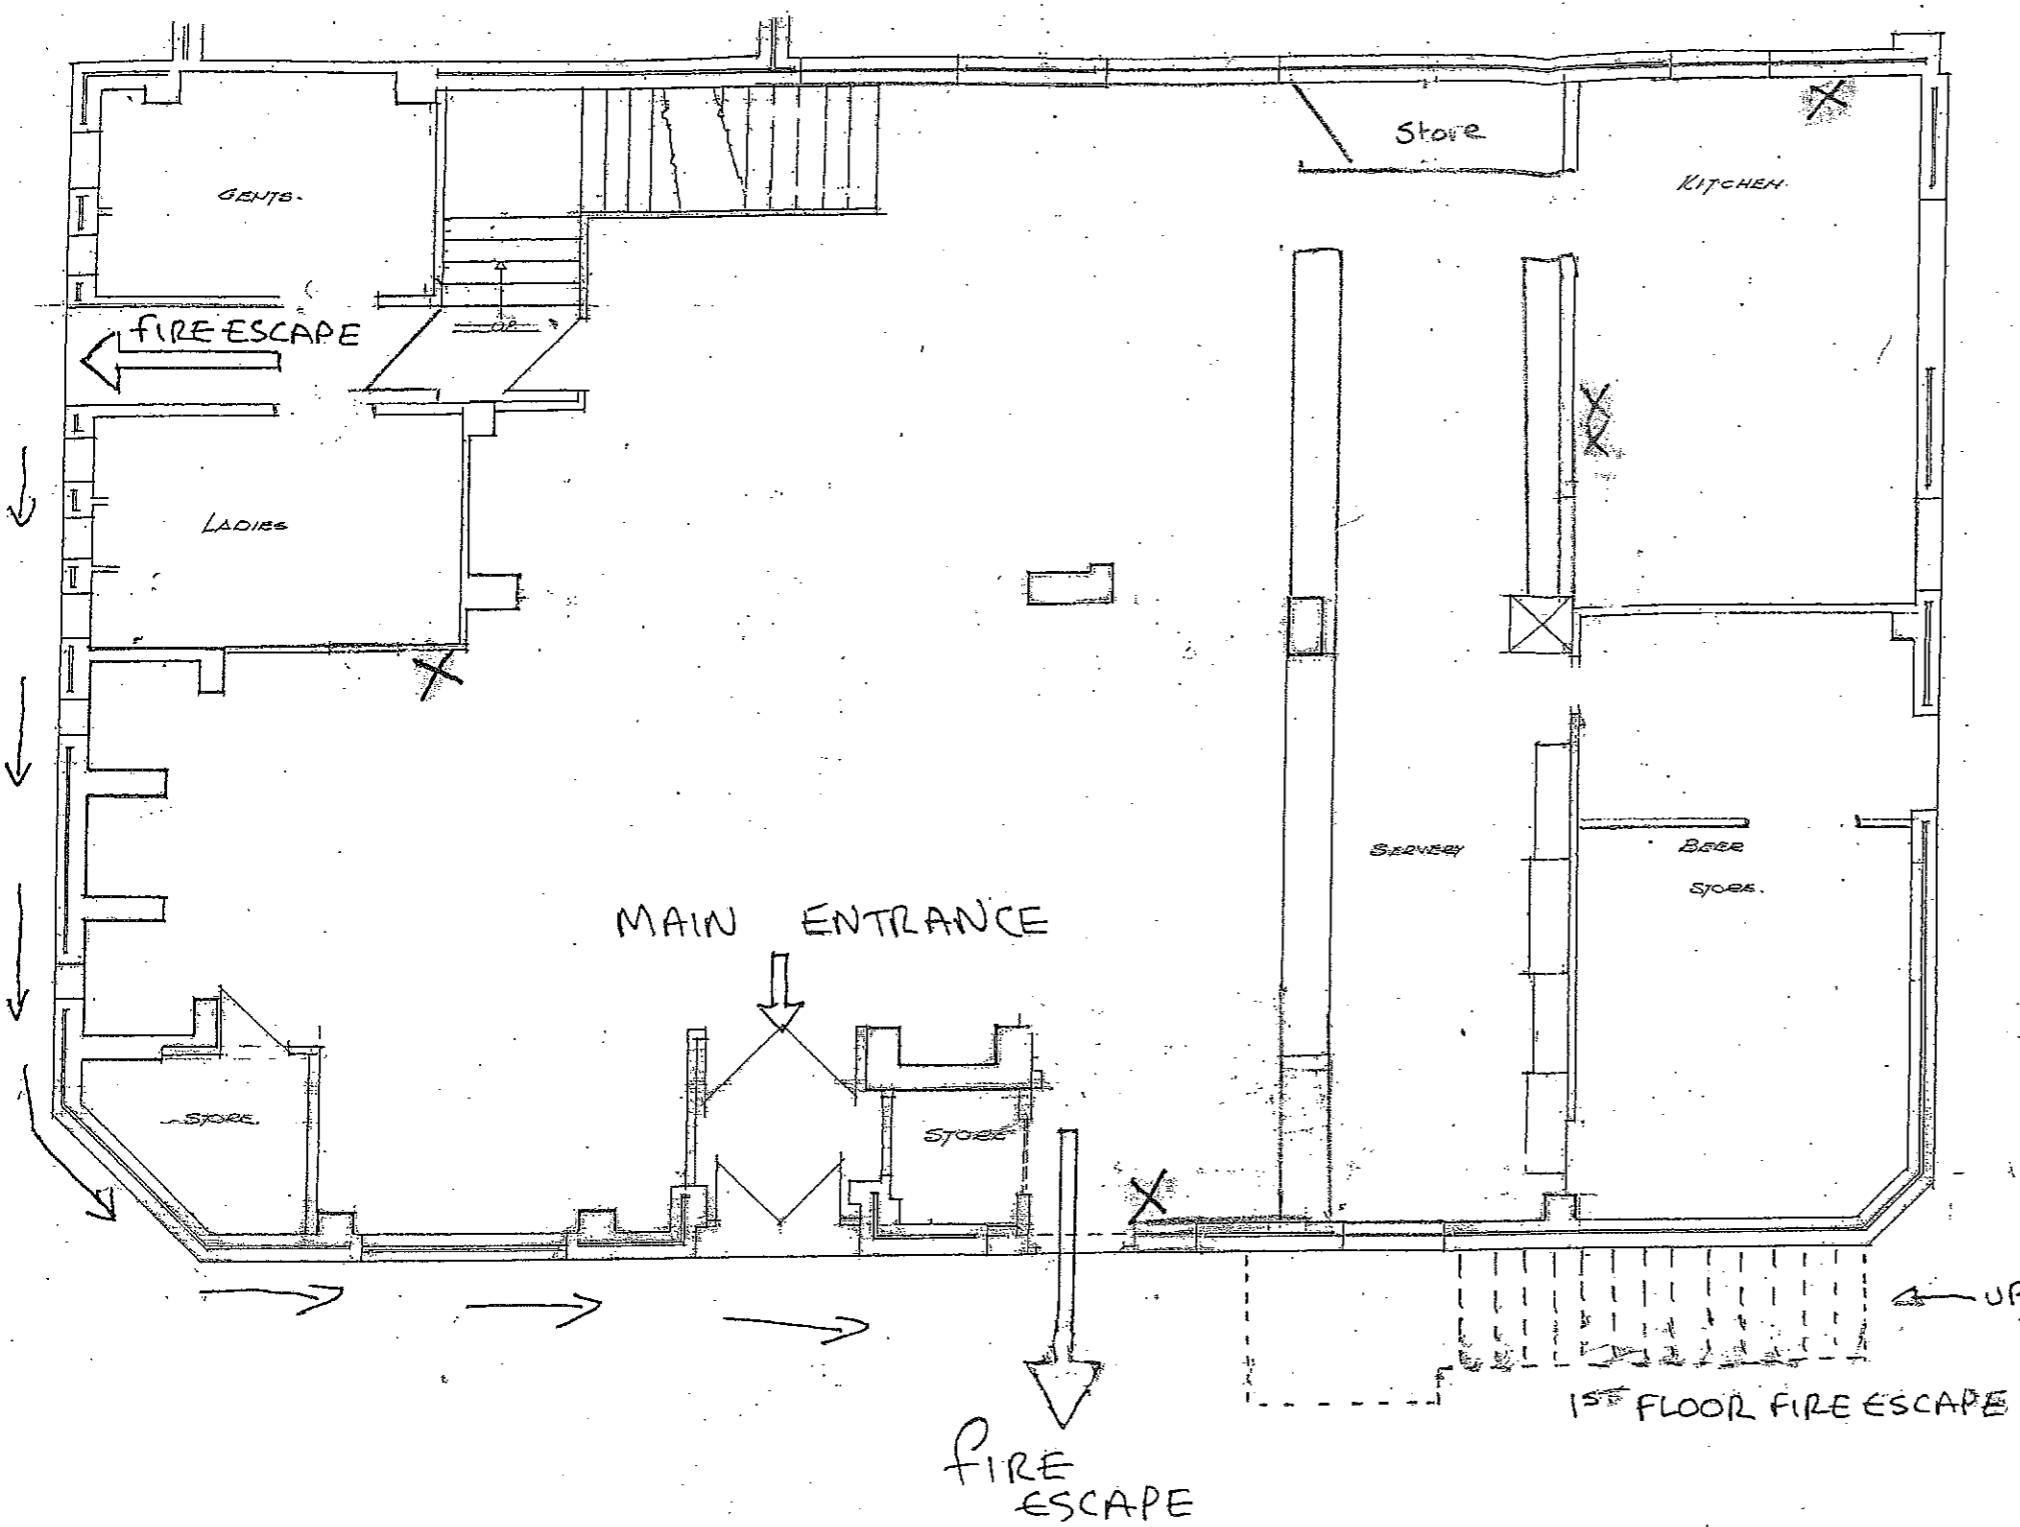 Store
KITCHEN.
GENTS.
FIRE ESCAPE
UP
LADIES
SERVERY
BEER
STORE.
MAIN ENTRANCE
STORE.
STORE
UP
1ST FLOOR FIRE ESCAPE
FIRE
ESCAPE